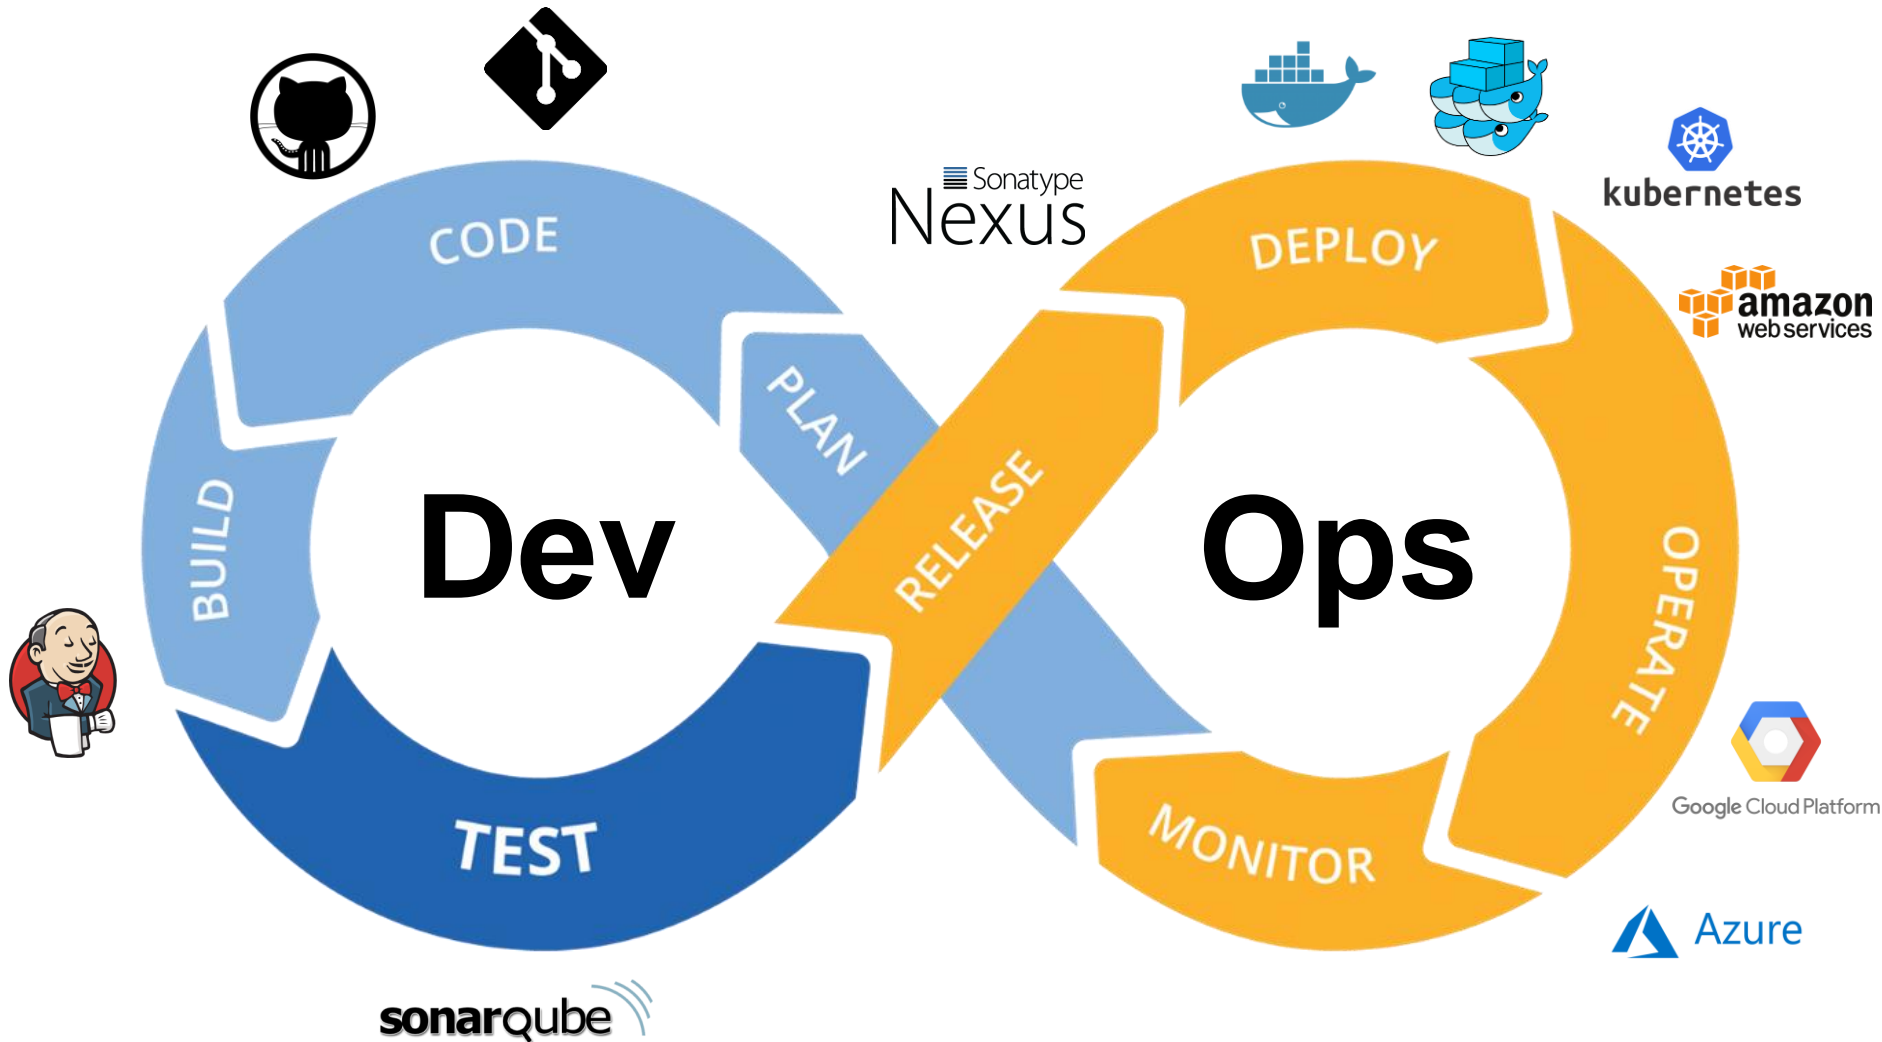 Sonatype
Nexus
kubernetes
amazon
web services
CODE
DEPLOY
PLAN
BUILD
Dev
RELEASE
Ops
OPERATE
TEST
MONITOR
Google Cloud Platform
Azure
sonarqube